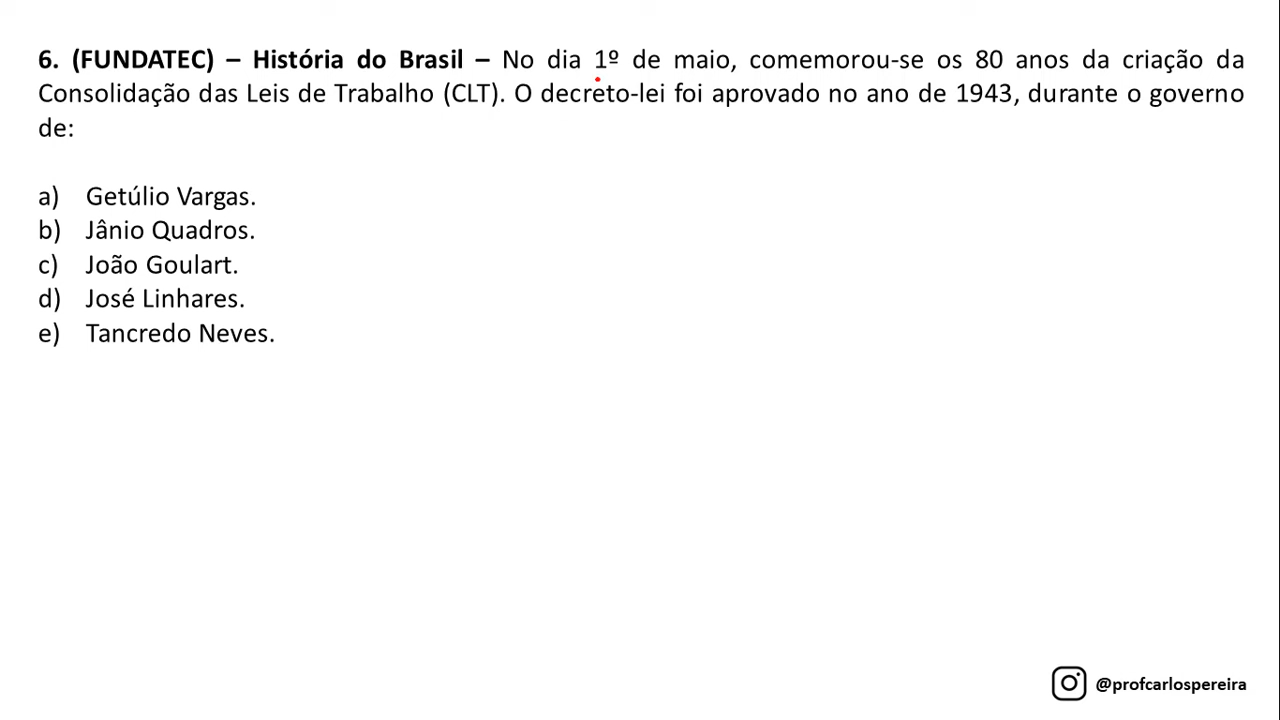 6. (FUNDATEC) – História do Brasil – No dia 1º de maio, comemorou-se os 80 anos da criação da
Consolidação das Leis de Trabalho (CLT). O decreto-lei foi aprovado no ano de 1943, durante o governo
de:
a) Getúlio Vargas.
b) Jânio Quadros.
c) João Goulart.
d) José Linhares.
e) Tancredo Neves.
@profcarlospereira